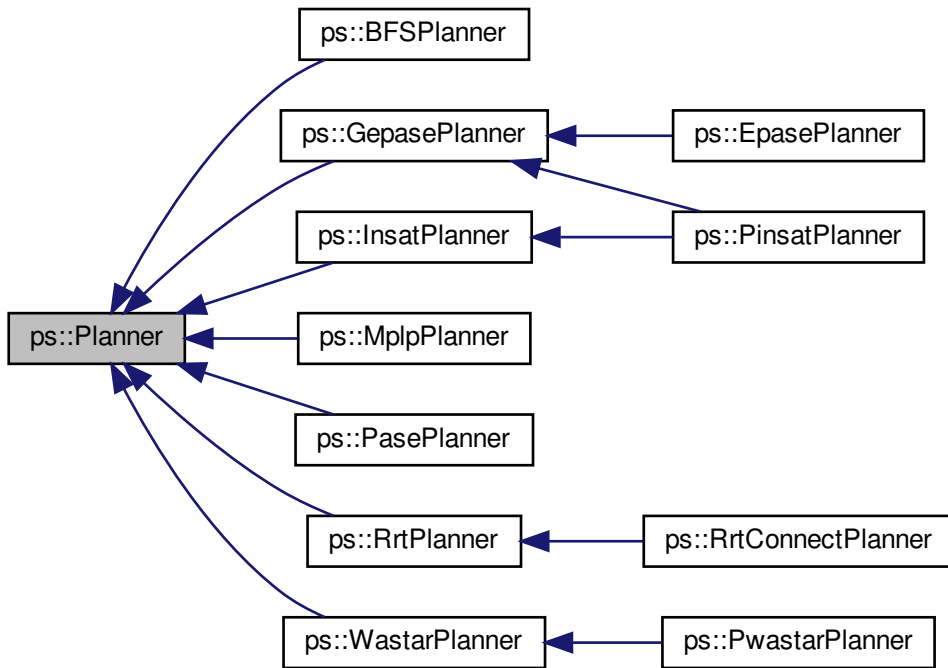 ps::BFSPlanner
ps::GepasePlanner
ps::EpasePlanner
ps::InsatPlanner
ps::PinsatPlanner
ps::Planner
ps::MplpPlanner
ps::PasePlanner
ps::RrtPlanner
ps::RrtConnectPlanner
ps::WastarPlanner
ps::PwastarPlanner